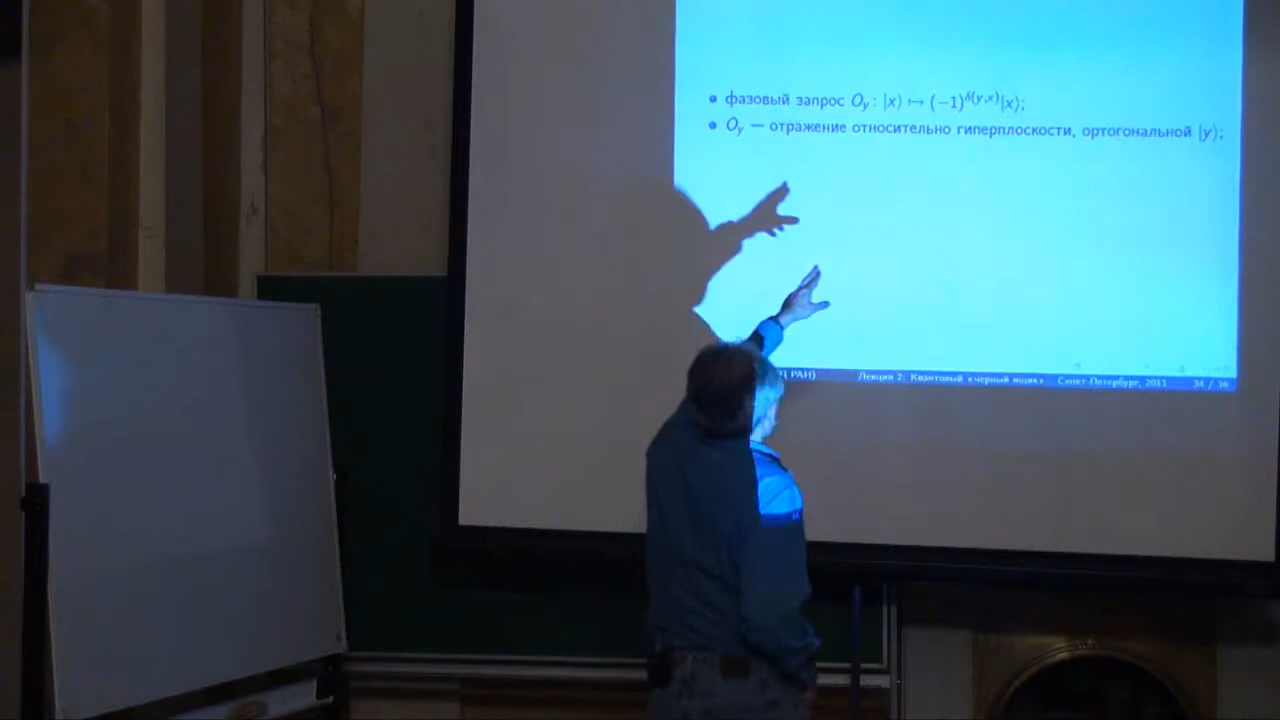 фазовый запрос O_y : |x⟩ ↦ (−1)^{δ(y,x)}|x⟩;
O_y — отражение относительно гиперплоскости, ортогональной |y⟩;
РАН) Лекция 2: Квантовый «черный ящик» Санкт-Петербург, 2011 34 / 36